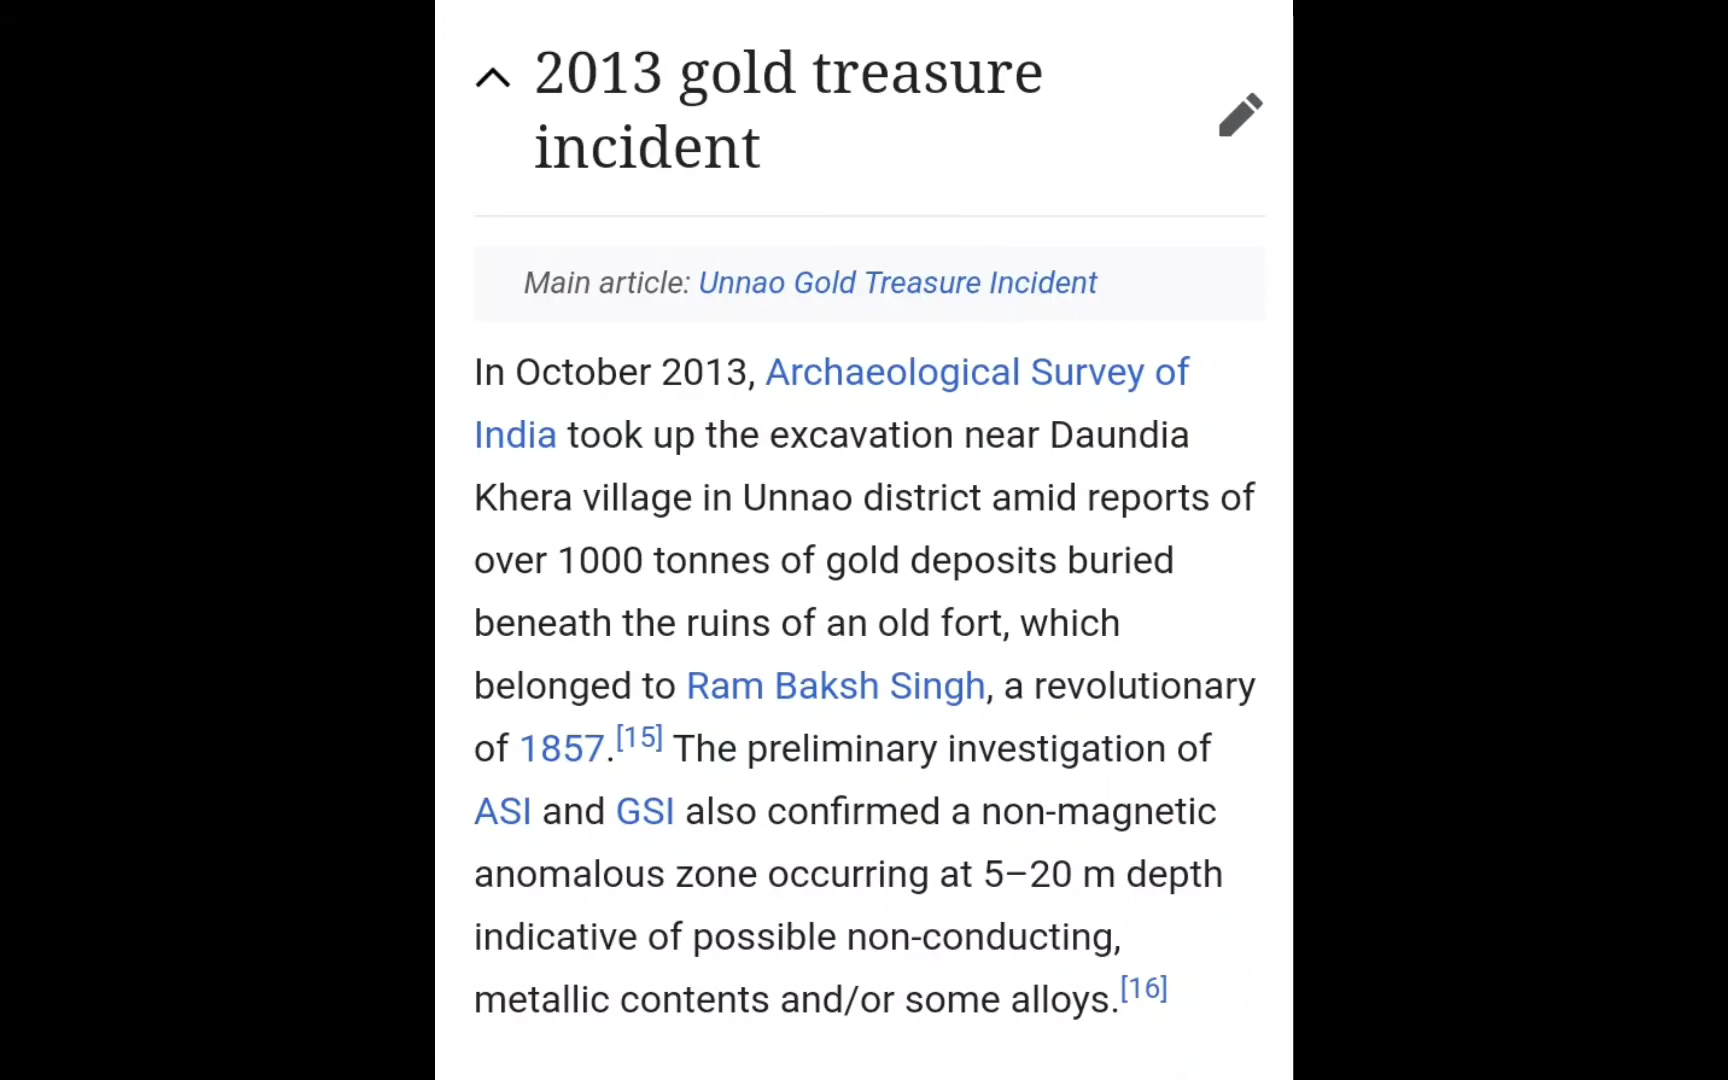 2013 gold treasure
incident
Main article: Unnao Gold Treasure Incident
In October 2013, Archaeological Survey of
India took up the excavation near Daundia
Khera village in Unnao district amid reports of
over 1000 tonnes of gold deposits buried
beneath the ruins of an old fort, which
belonged to Ram Baksh Singh, a revolutionary
of 1857.[15] The preliminary investigation of
ASI and GSI also confirmed a non-magnetic
anomalous zone occurring at 5–20 m depth
indicative of possible non-conducting,
metallic contents and/or some alloys.[16]